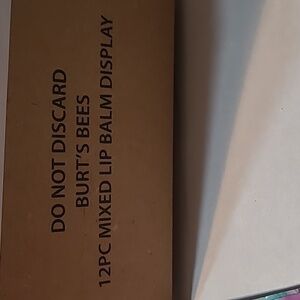 DO NOT DISCARD
BURT'S BEES
12PC MIXED LIP BALM DISPLAY